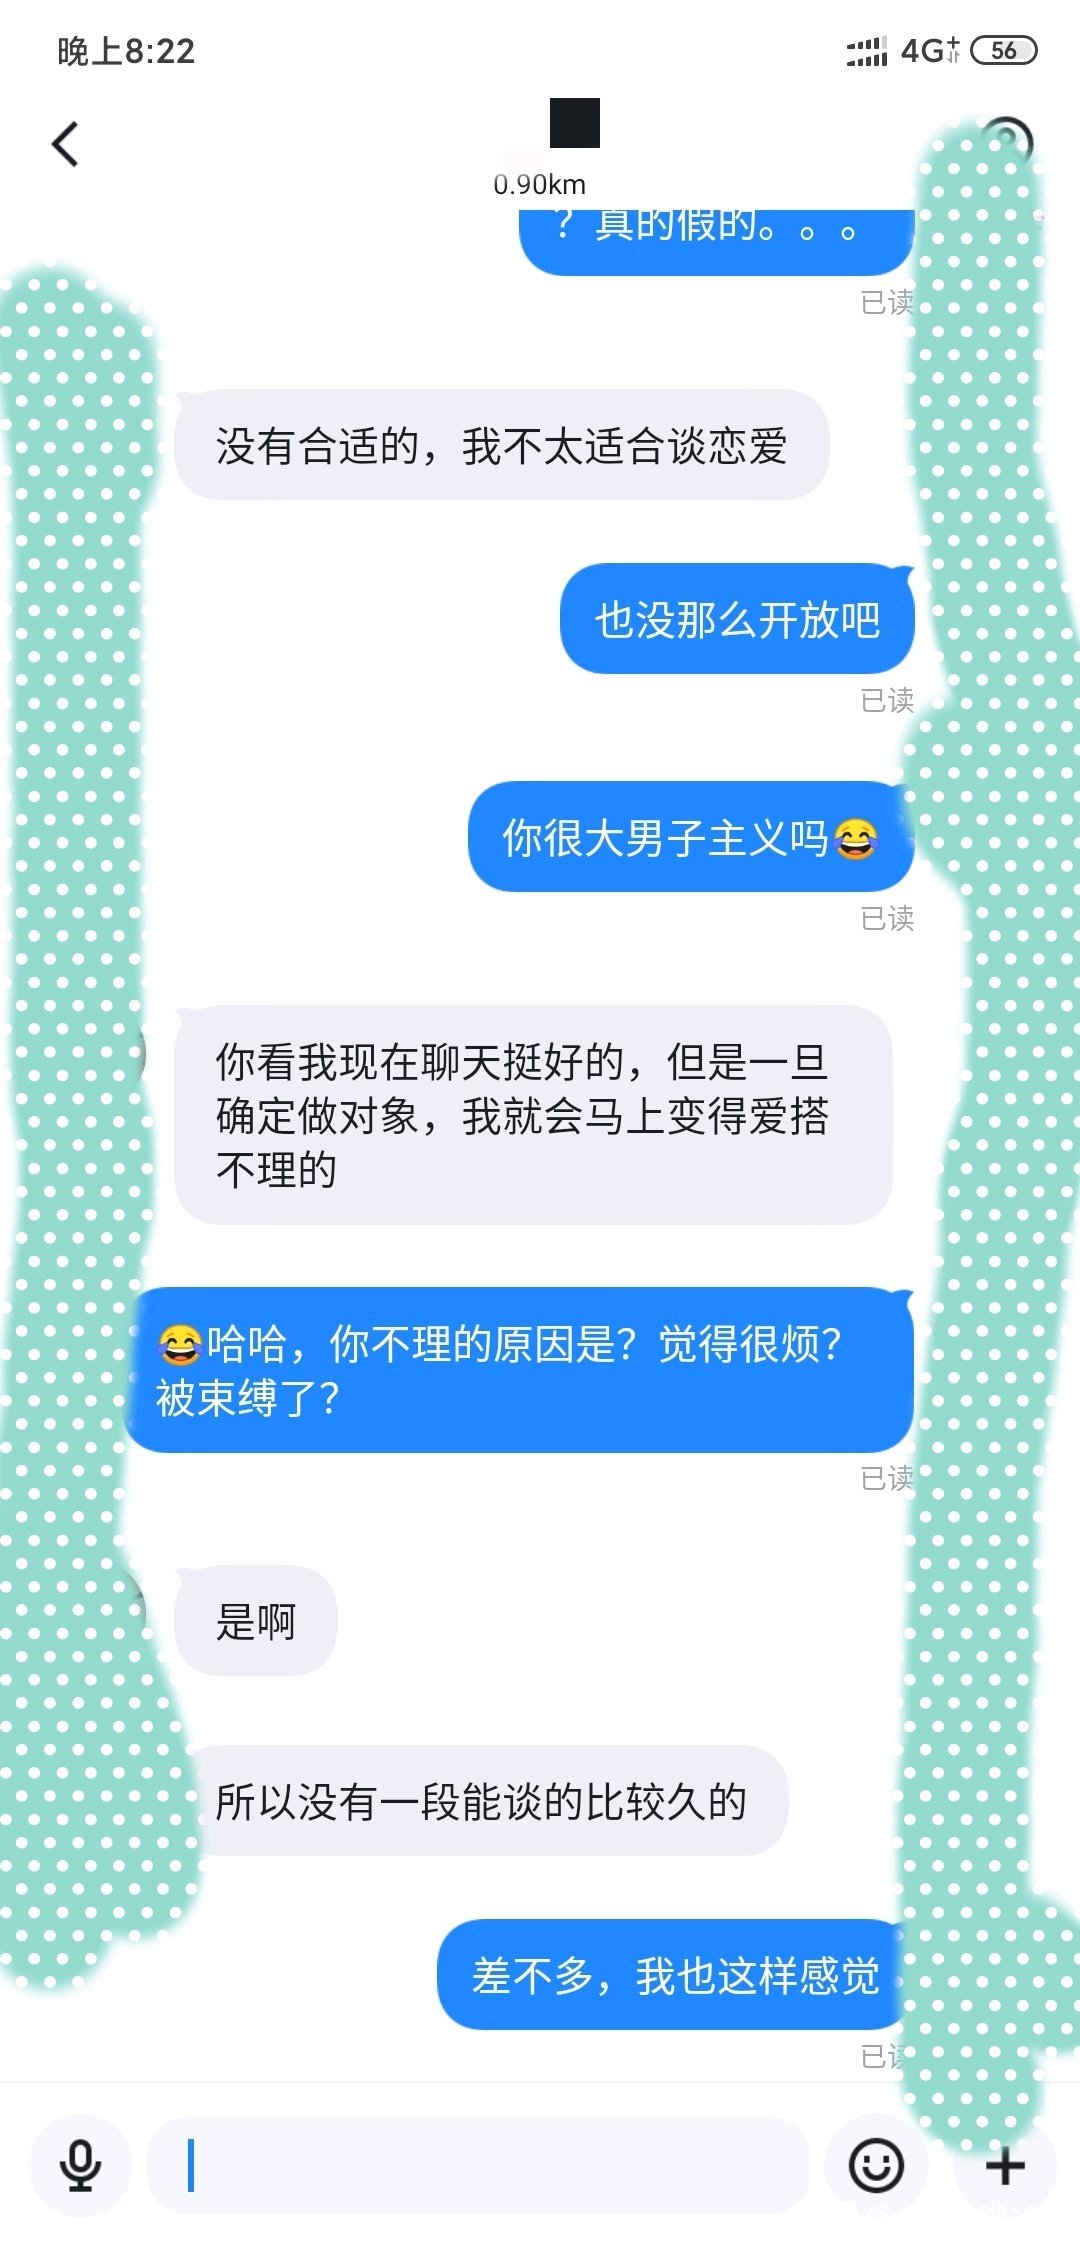 晚上8:22
4G+
56
0.90km
？真的假的。。。
已读
没有合适的，我不太适合谈恋爱
也没那么开放吧
已读
你很大男子主义吗😂
已读
你看我现在聊天挺好的，但是一旦
确定做对象，我就会马上变得爱搭
不理的
😂哈哈，你不理的原因是？觉得很烦？
被束缚了？
已读
是啊
所以没有一段能谈的比较久的
差不多，我也这样感觉
已读